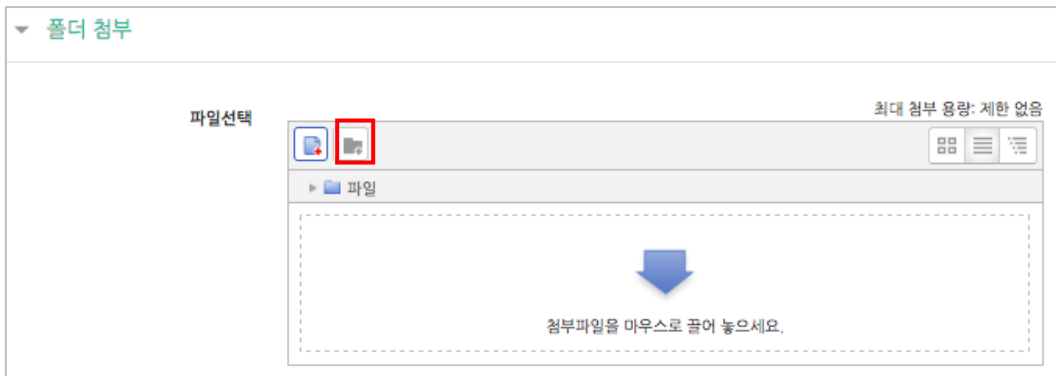 폴더 첨부
최대 첨부 용량: 제한 없음
파일선택
파일
첨부파일을 마우스로 끌어 놓으세요.